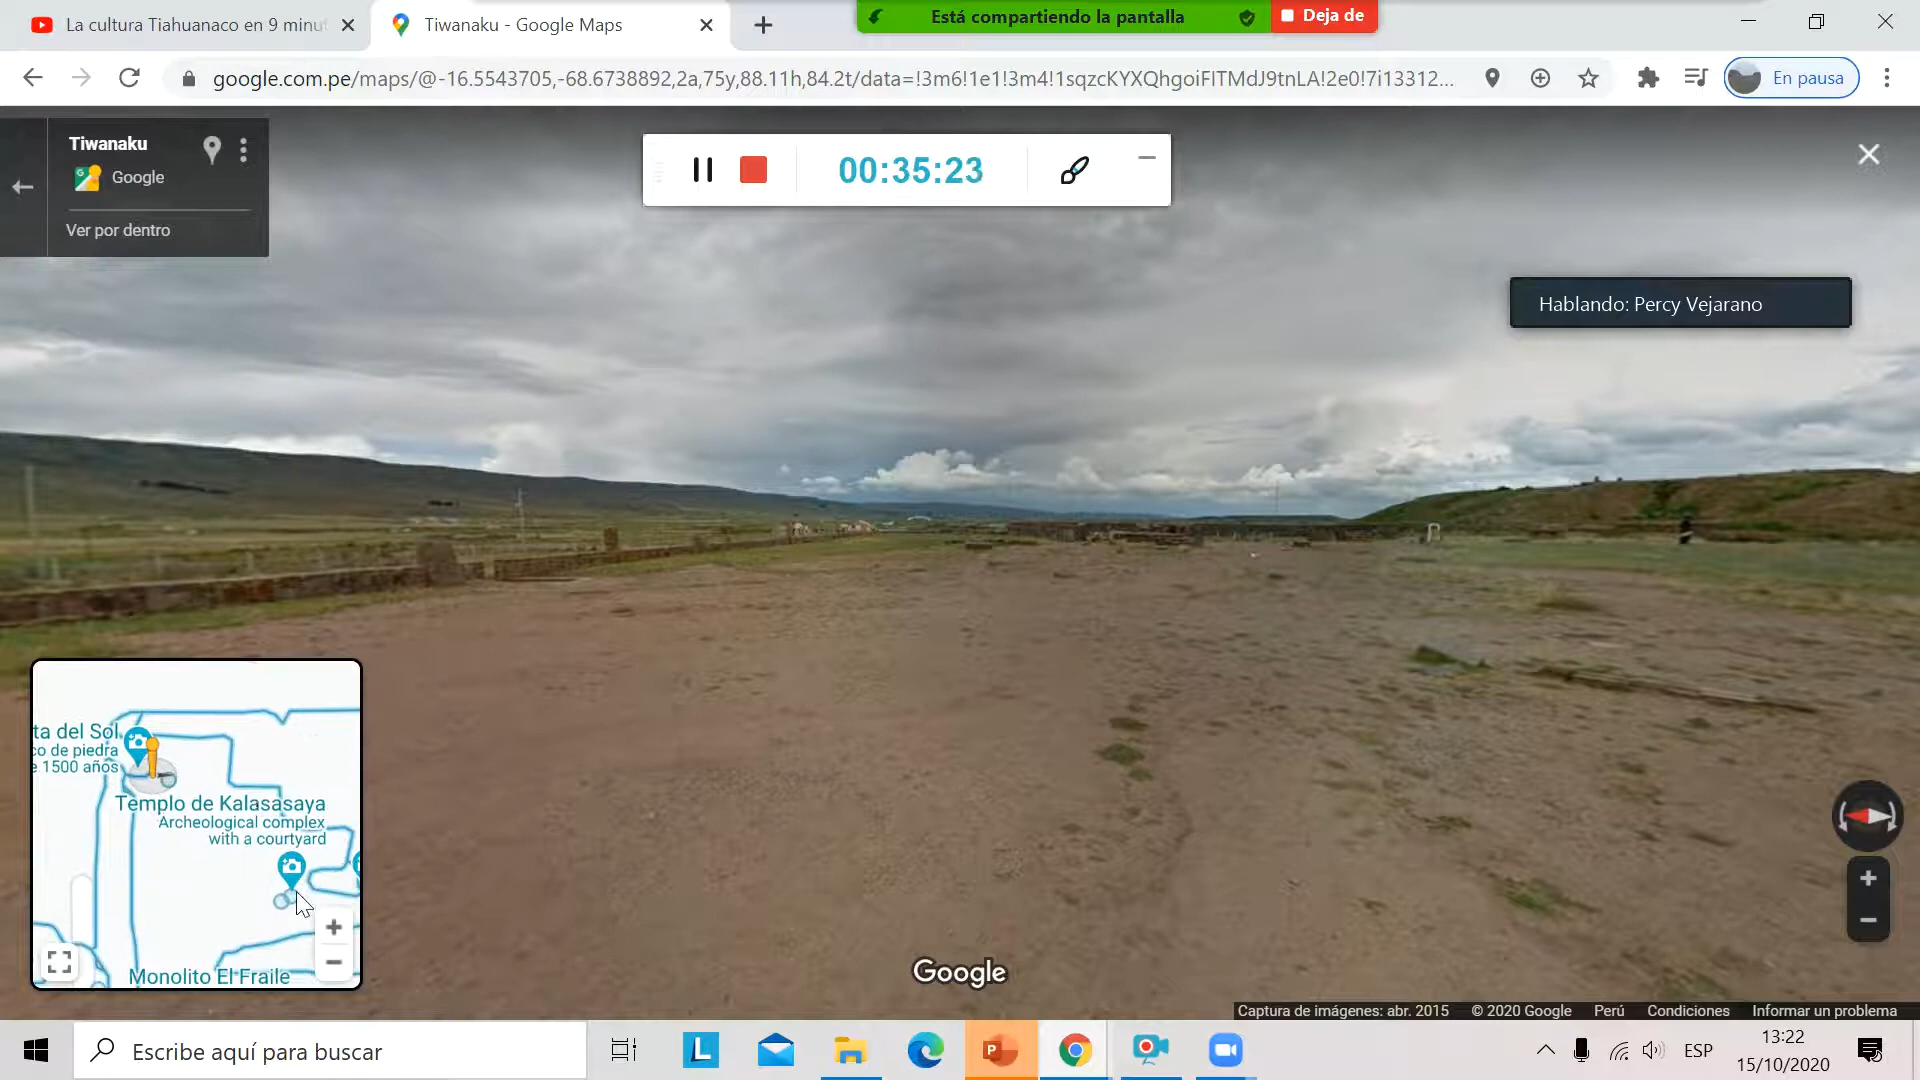 La cultura Tiahuanaco en 9 minut
Tiwanaku - Google Maps
Está compartiendo la pantalla
Deja de
google.com.pe/maps/@-16.5543705,-68.6738892,2a,75y,88.11h,84.2t/data=!3m6!1e1!3m4!1sqzcKYXQhgoiFITMdJ9tnLA!2e0!7i13312...
En pausa
Tiwanaku
Google
Ver por dentro
00:35:23
Hablando: Percy Vejarano
ta del Sol
co de piedra
e 1500 años
Templo de Kalasasaya
Archeological complex
with a courtyard
Monolito El Fraile
Google
Captura de imágenes: abr. 2015
© 2020 Google
Perú
Condiciones
Informar un problema
Escribe aquí para buscar
ESP
13:22
15/10/2020